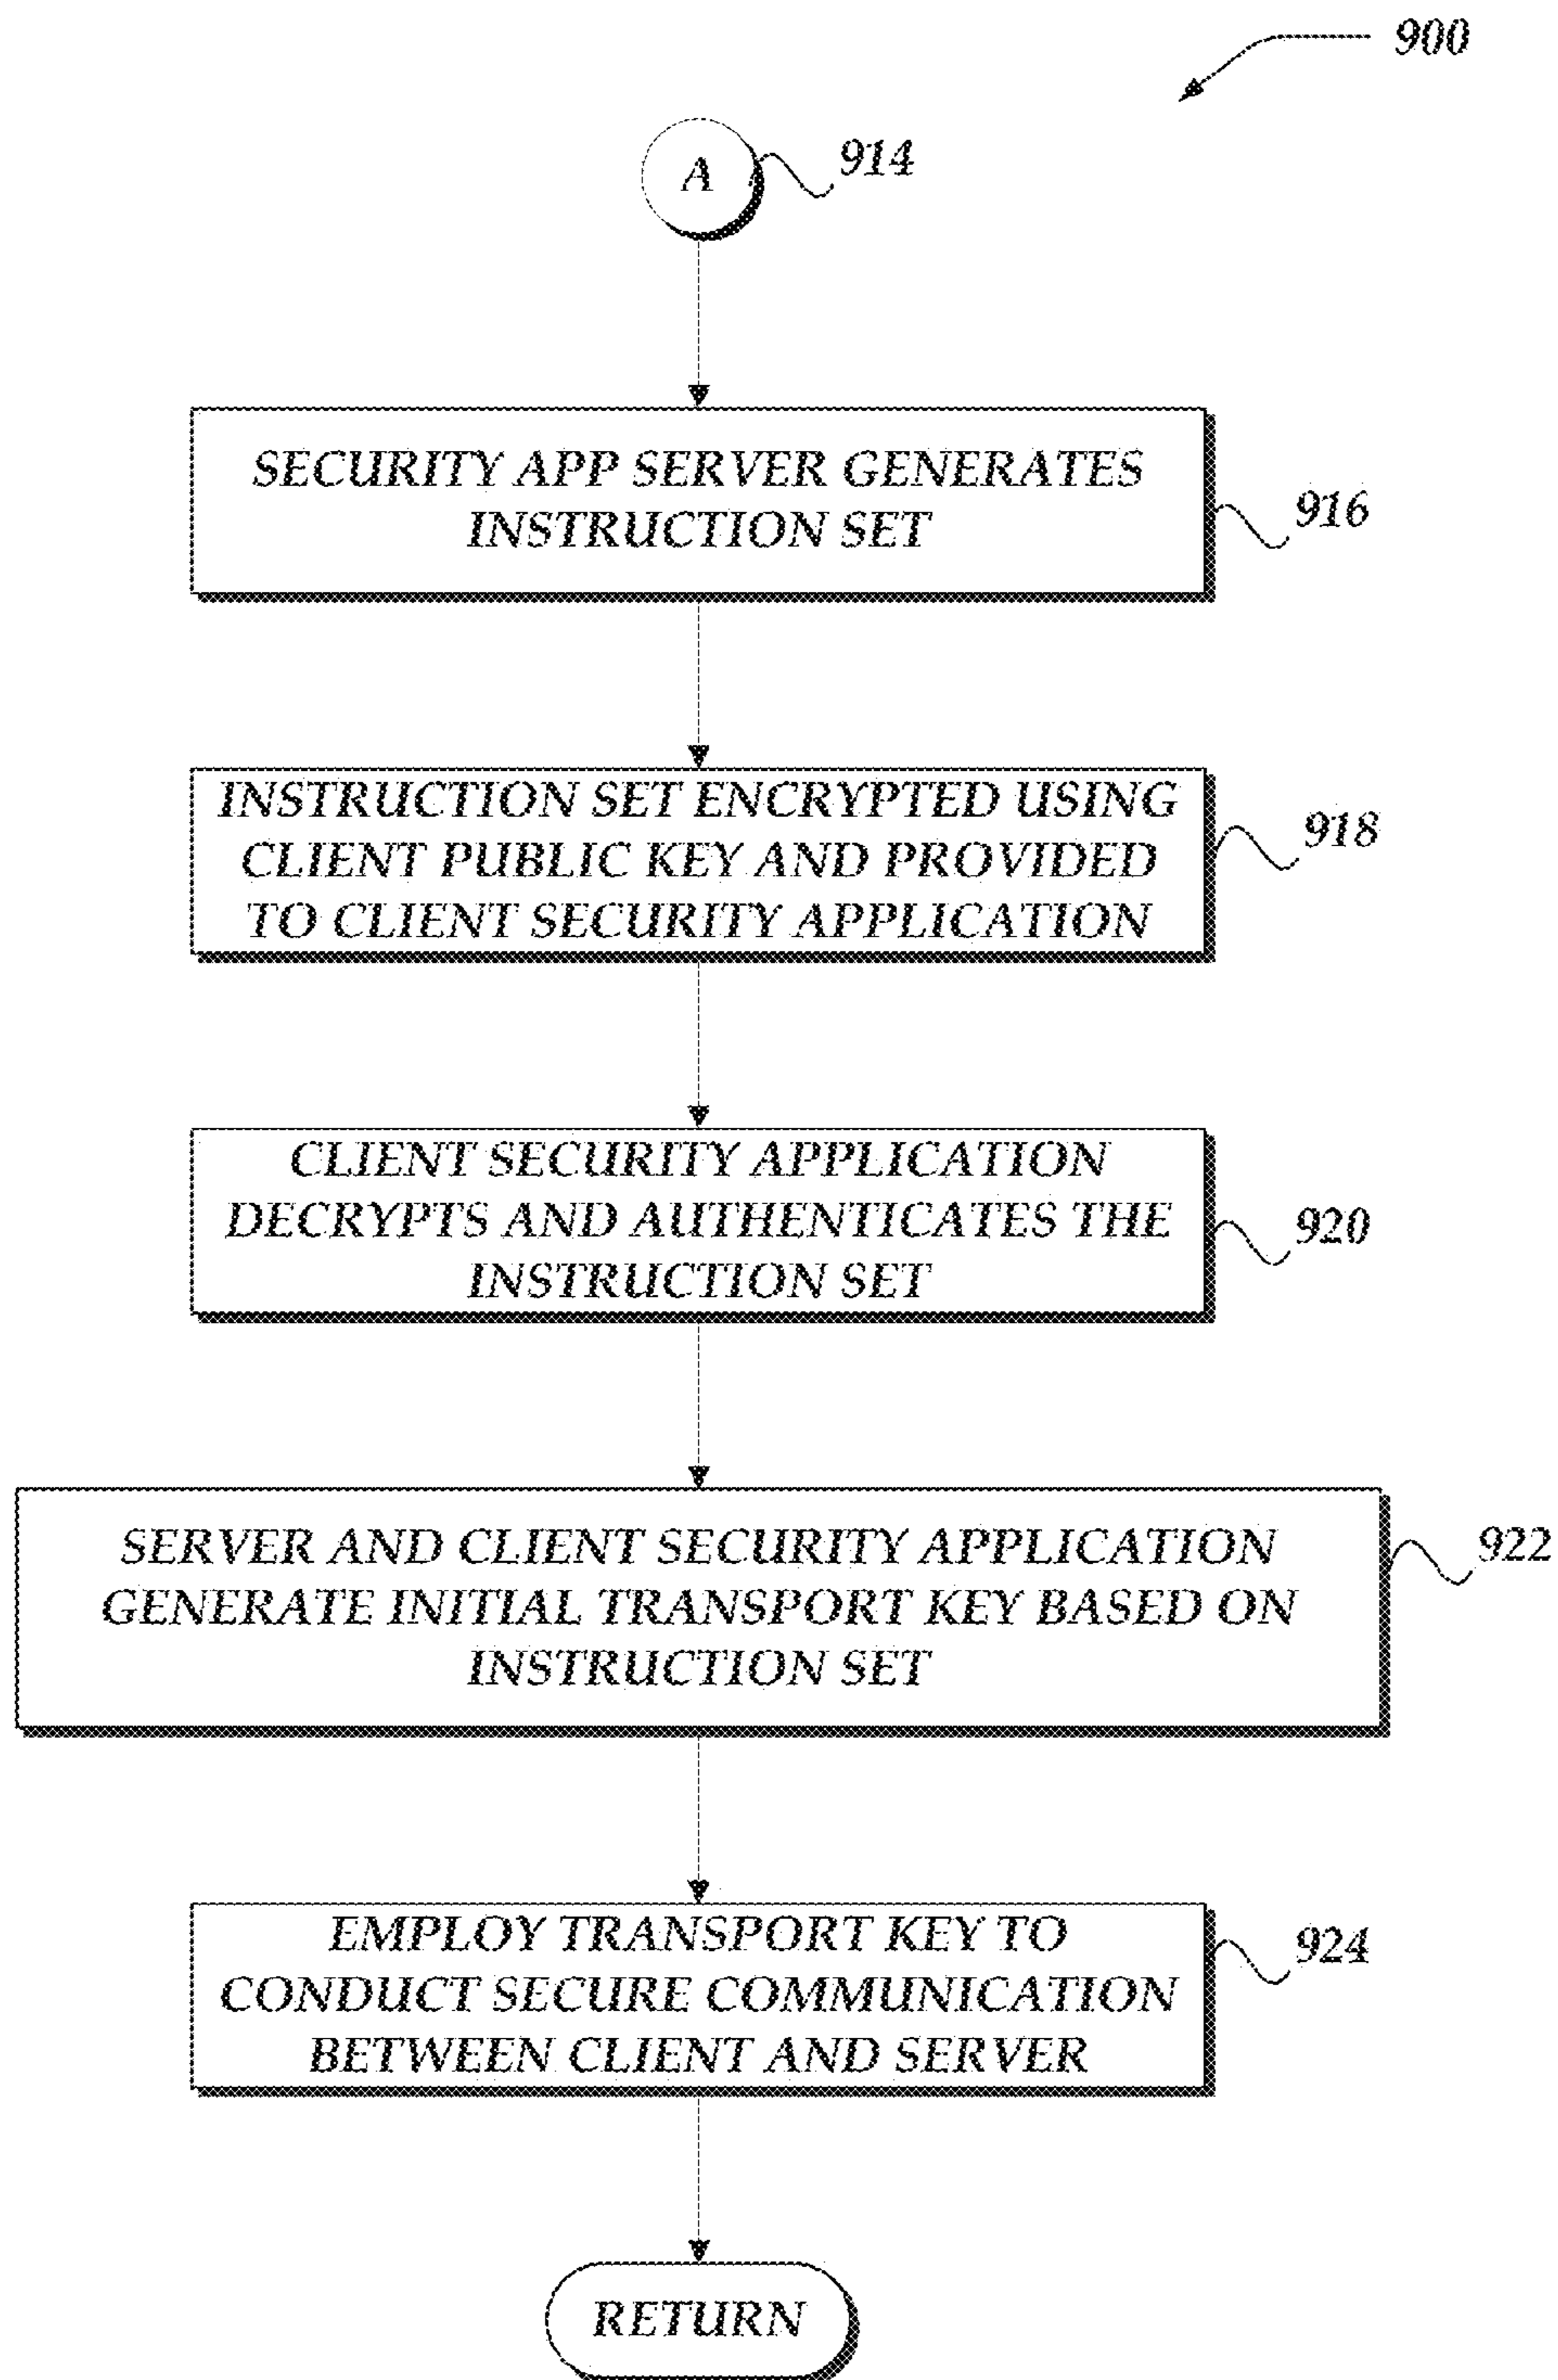 900
A
914
SECURITY APP SERVER GENERATES
INSTRUCTION SET
916
INSTRUCTION SET ENCRYPTED USING
CLIENT PUBLIC KEY AND PROVIDED
TO CLIENT SECURITY APPLICATION
918
CLIENT SECURITY APPLICATION
DECRYPTS AND AUTHENTICATES THE
INSTRUCTION SET
920
SERVER AND CLIENT SECURITY APPLICATION
GENERATE INITIAL TRANSPORT KEY BASED ON
INSTRUCTION SET
922
EMPLOY TRANSPORT KEY TO
CONDUCT SECURE COMMUNICATION
BETWEEN CLIENT AND SERVER
924
RETURN